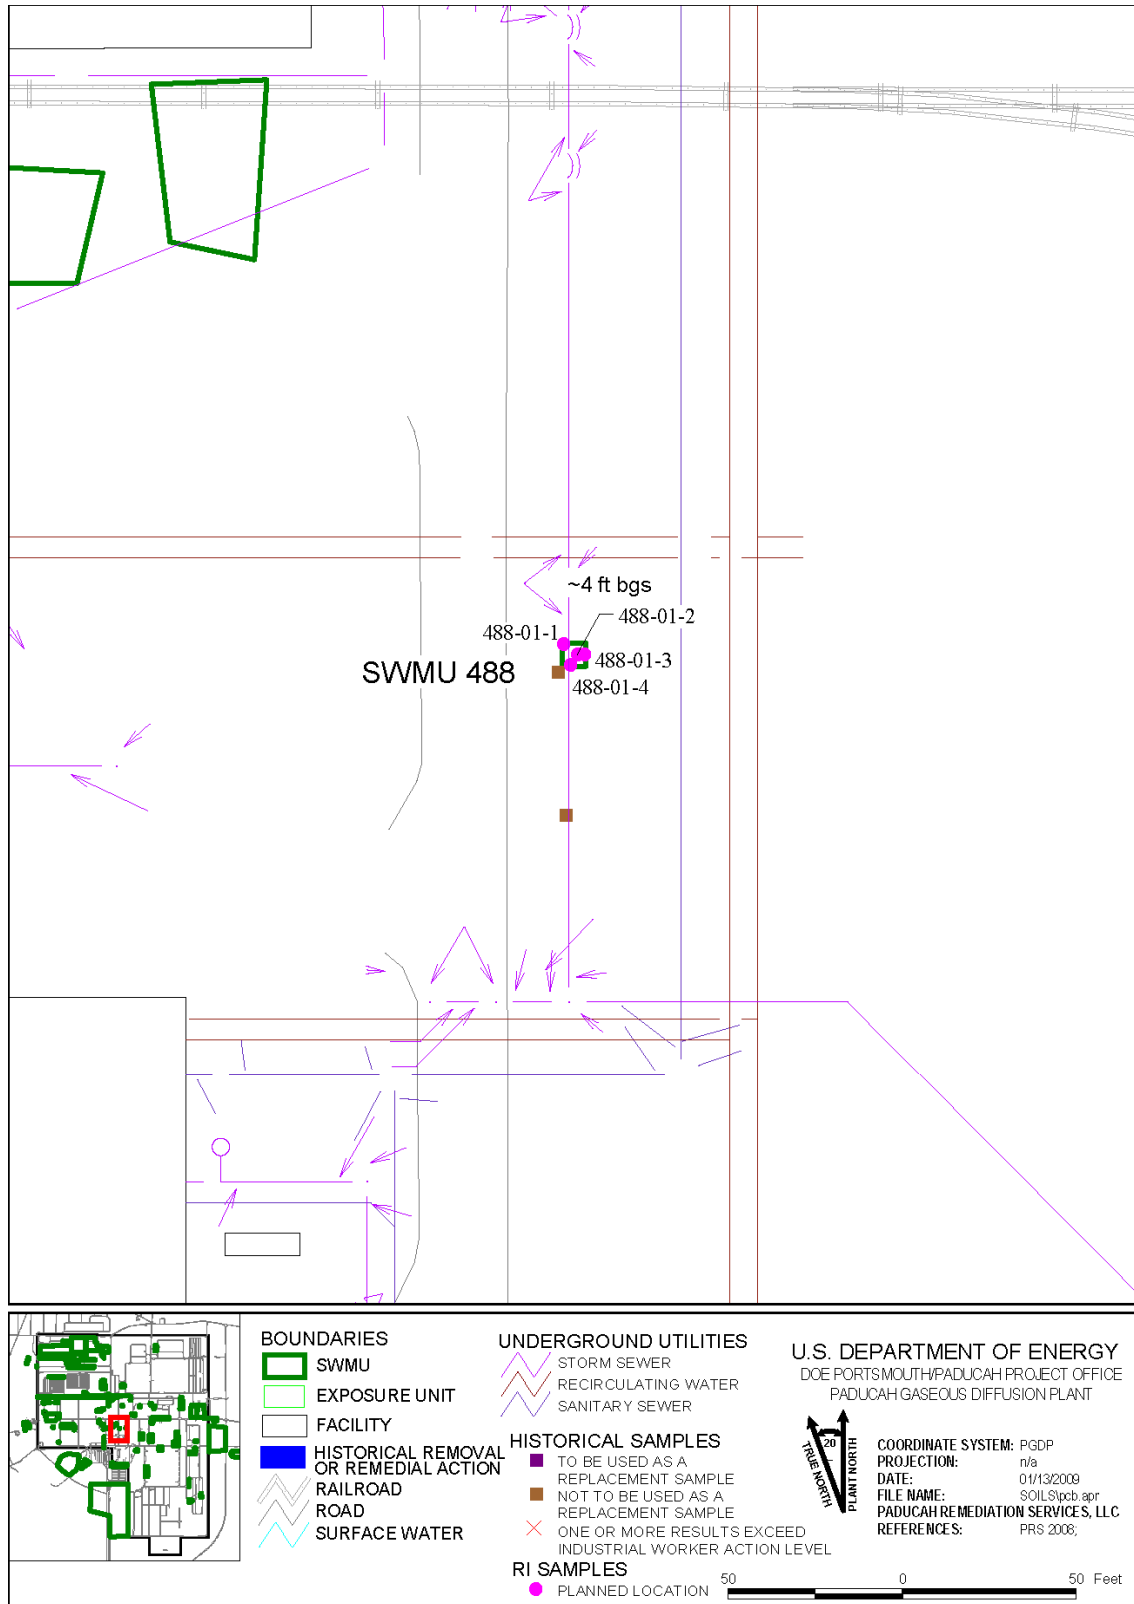 ~4 ft bgs
488-01-2
488-01-1
488-01-3
SWMU 488
488-01-4
BOUNDARIES
SWMU
EXPOSURE UNIT
FACILITY
HISTORICAL REMOVAL
OR REMEDIAL ACTION
RAILROAD
ROAD
SURFACE WATER
UNDERGROUND UTILITIES
STORM SEWER
RECIRCULATING WATER
SANITARY SEWER
HISTORICAL SAMPLES
TO BE USED AS A
REPLACEMENT SAMPLE
NOT TO BE USED AS A
REPLACEMENT SAMPLE
ONE OR MORE RESULTS EXCEED
INDUSTRIAL WORKER ACTION LEVEL
RI SAMPLES
PLANNED LOCATION
U.S. DEPARTMENT OF ENERGY
DOE PORTSMOUTH/PADUCAH PROJECT OFFICE
PADUCAH GASEOUS DIFFUSION PLANT
20
TRUE NORTH
PLANT NORTH
COORDINATE SYSTEM: PGDP
PROJECTION: n/a
DATE: 01/13/2009
FILE NAME: SOILS\pcb.apr
PADUCAH REMEDIATION SERVICES, LLC
REFERENCES: PRS 2008;
50 0 50 Feet